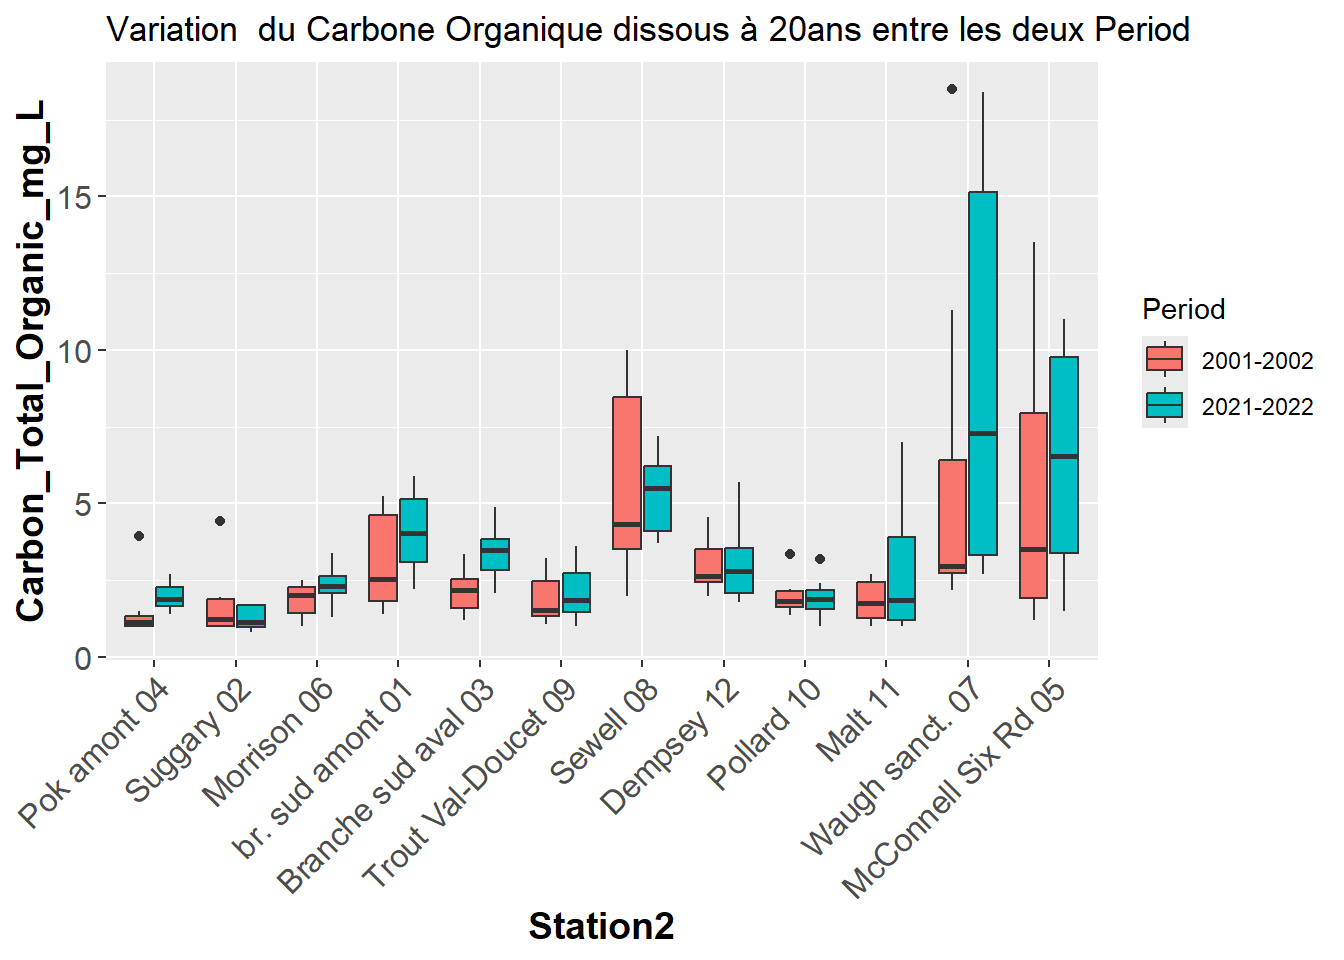 Variation  du Carbone Organique dissous à 20ans entre les deux Period
Carbon_Total_Organic_mg_L
15
10
5
0
Pok amont 04
Suggary 02
Morrison 06
br. sud amont 01
Branche sud aval 03
Trout Val-Doucet 09
Sewell 08
Dempsey 12
Pollard 10
Malt 11
Waugh sanct. 07
McConnell Six Rd 05
Station2
Period
2001-2002
2021-2022